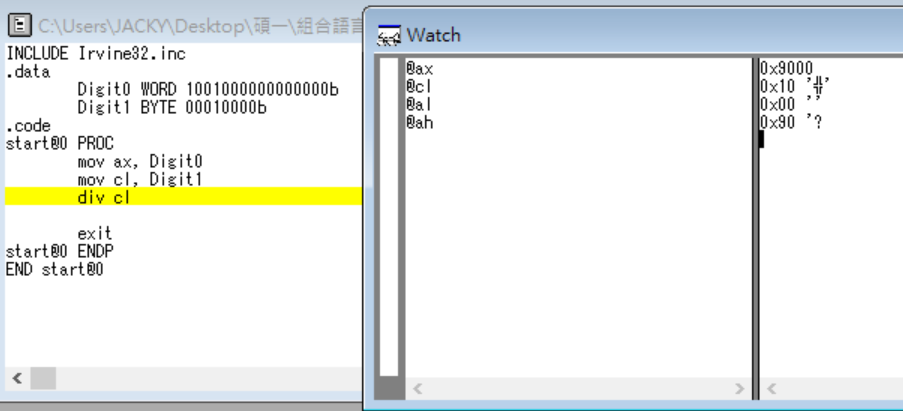 C:\Users\JACKY\Desktop\碩一\組合語言
INCLUDE Irvine32.inc
.data
Digit0 WORD 1001000000000000b
Digit1 BYTE 00010000b
.code
start@0 PROC
mov ax, Digit0
mov cl, Digit1
div cl
exit
start@0 ENDP
END start@0
Watch
@ax 0x9000
@cl 0x10 '╬'
@al 0x00 ''
@ah 0x90 '?